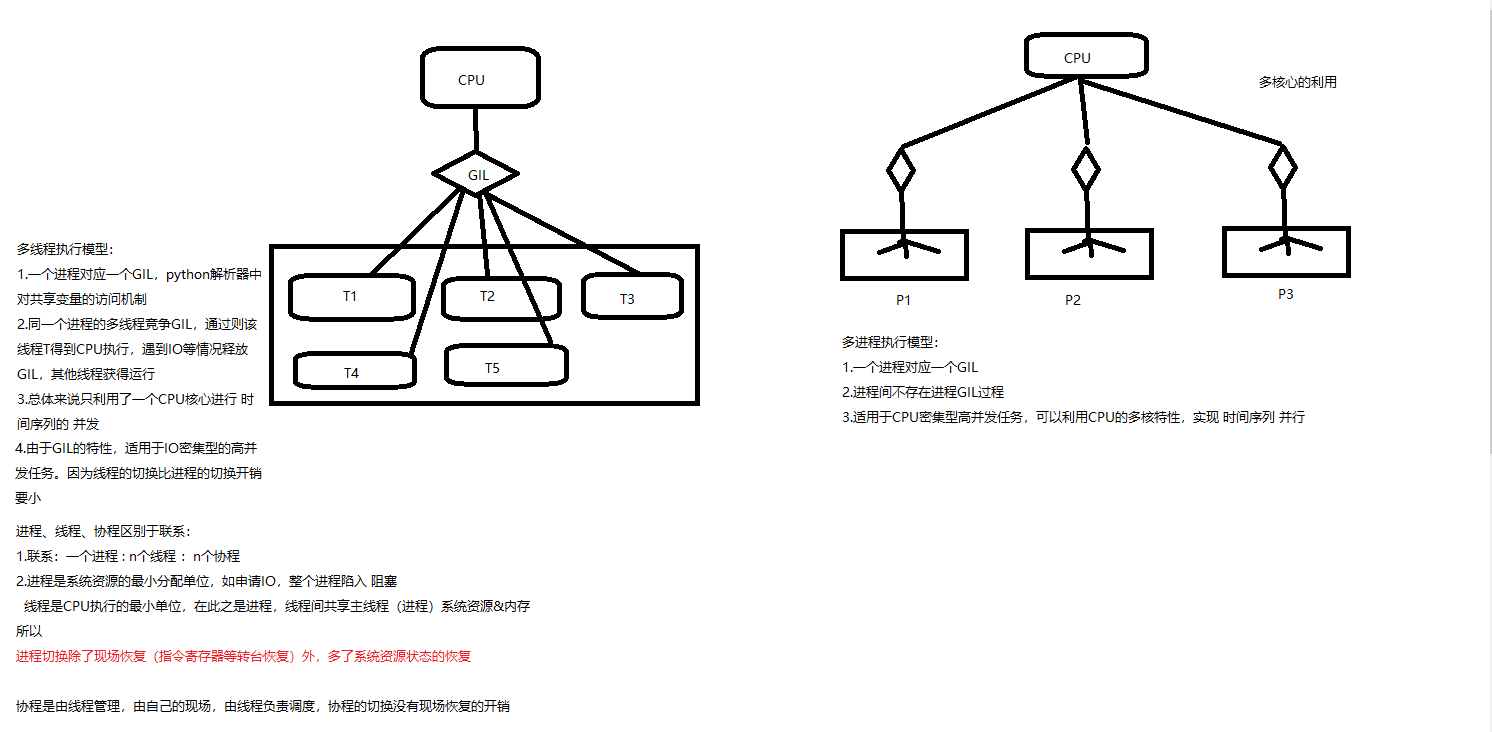 CPU
GIL
T1
T2
T3
T4
T5
多线程执行模型：
1.一个进程对应一个GIL，python解析器中
对共享变量的访问机制
2.同一个进程的多线程竞争GIL，通过则该
线程T得到CPU执行，遇到IO等情况释放
GIL，其他线程获得运行
3.总体来说只利用了一个CPU核心进行 时
间序列的 并发
4.由于GIL的特性，适用于IO密集型的高并
发任务。因为线程的切换比进程的切换开销
要小
进程、线程、协程区别于联系：
1.联系：一个进程 : n个线程 ： n个协程
2.进程是系统资源的最小分配单位，如申请IO，整个进程陷入 阻塞
线程是CPU执行的最小单位，在此之是进程，线程间共享主线程（进程）系统资源&内存
所以
进程切换除了现场恢复（指令寄存器等转台恢复）外，多了系统资源状态的恢复
协程是由线程管理，由自己的现场，由线程负责调度，协程的切换没有现场恢复的开销
CPU
多核心的利用
P1
P2
P3
多进程执行模型：
1.一个进程对应一个GIL
2.进程间不存在进程GIL过程
3.适用于CPU密集型高并发任务，可以利用CPU的多核特性，实现 时间序列 并行